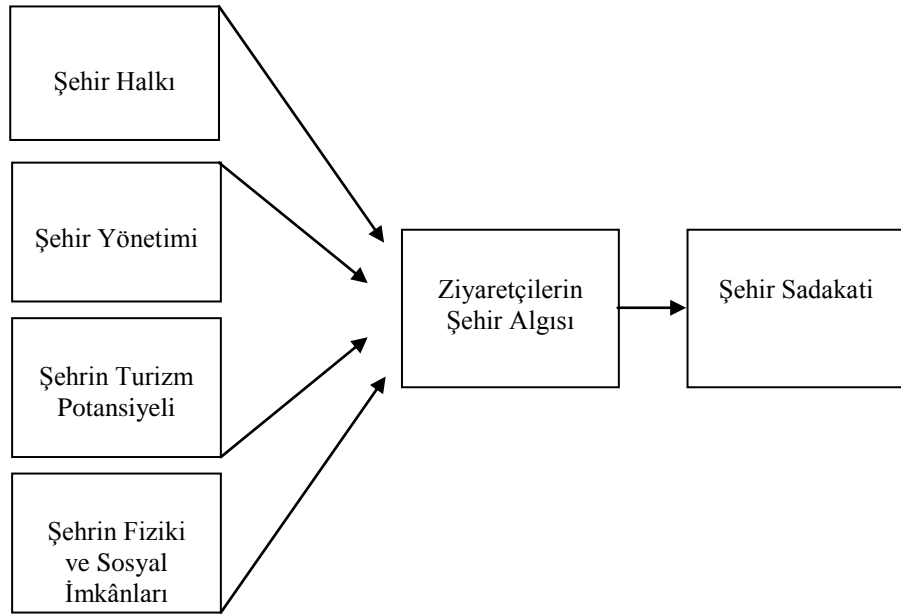 Şehir Halkı
Şehir Yönetimi
Şehrin Turizm
Potansiyeli
Şehrin Fiziki
ve Sosyal
İmkânları
Ziyaretçilerin
Şehir Algısı
Şehir Sadakati